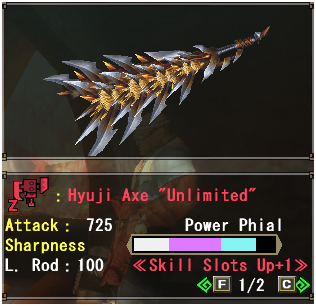 Z : Hyuji Axe "Unlimited"
Attack : 725 Power Phial
Sharpness
L. Rod : 100 ≪Skill Slots Up+1≫
F 1/2 C